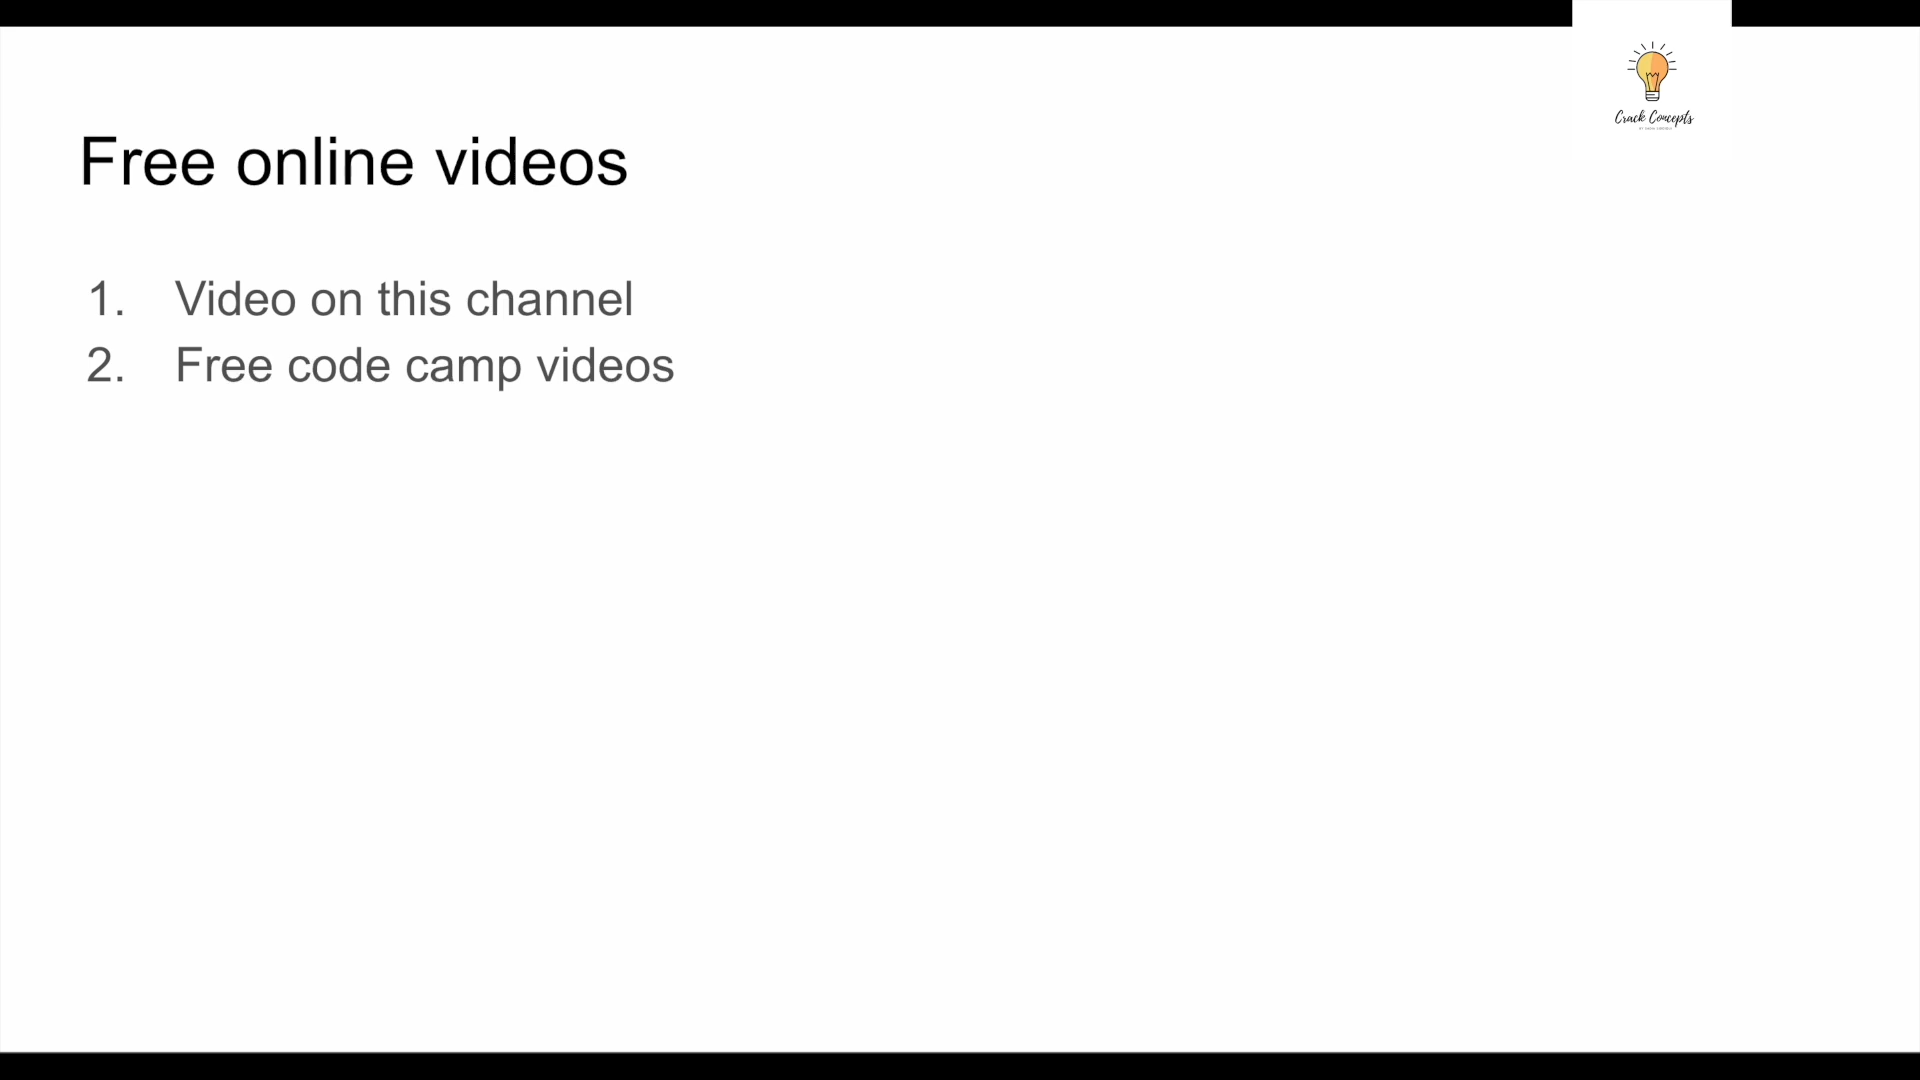 Crack Concepts
Free online videos
1. Video on this channel
2. Free code camp videos